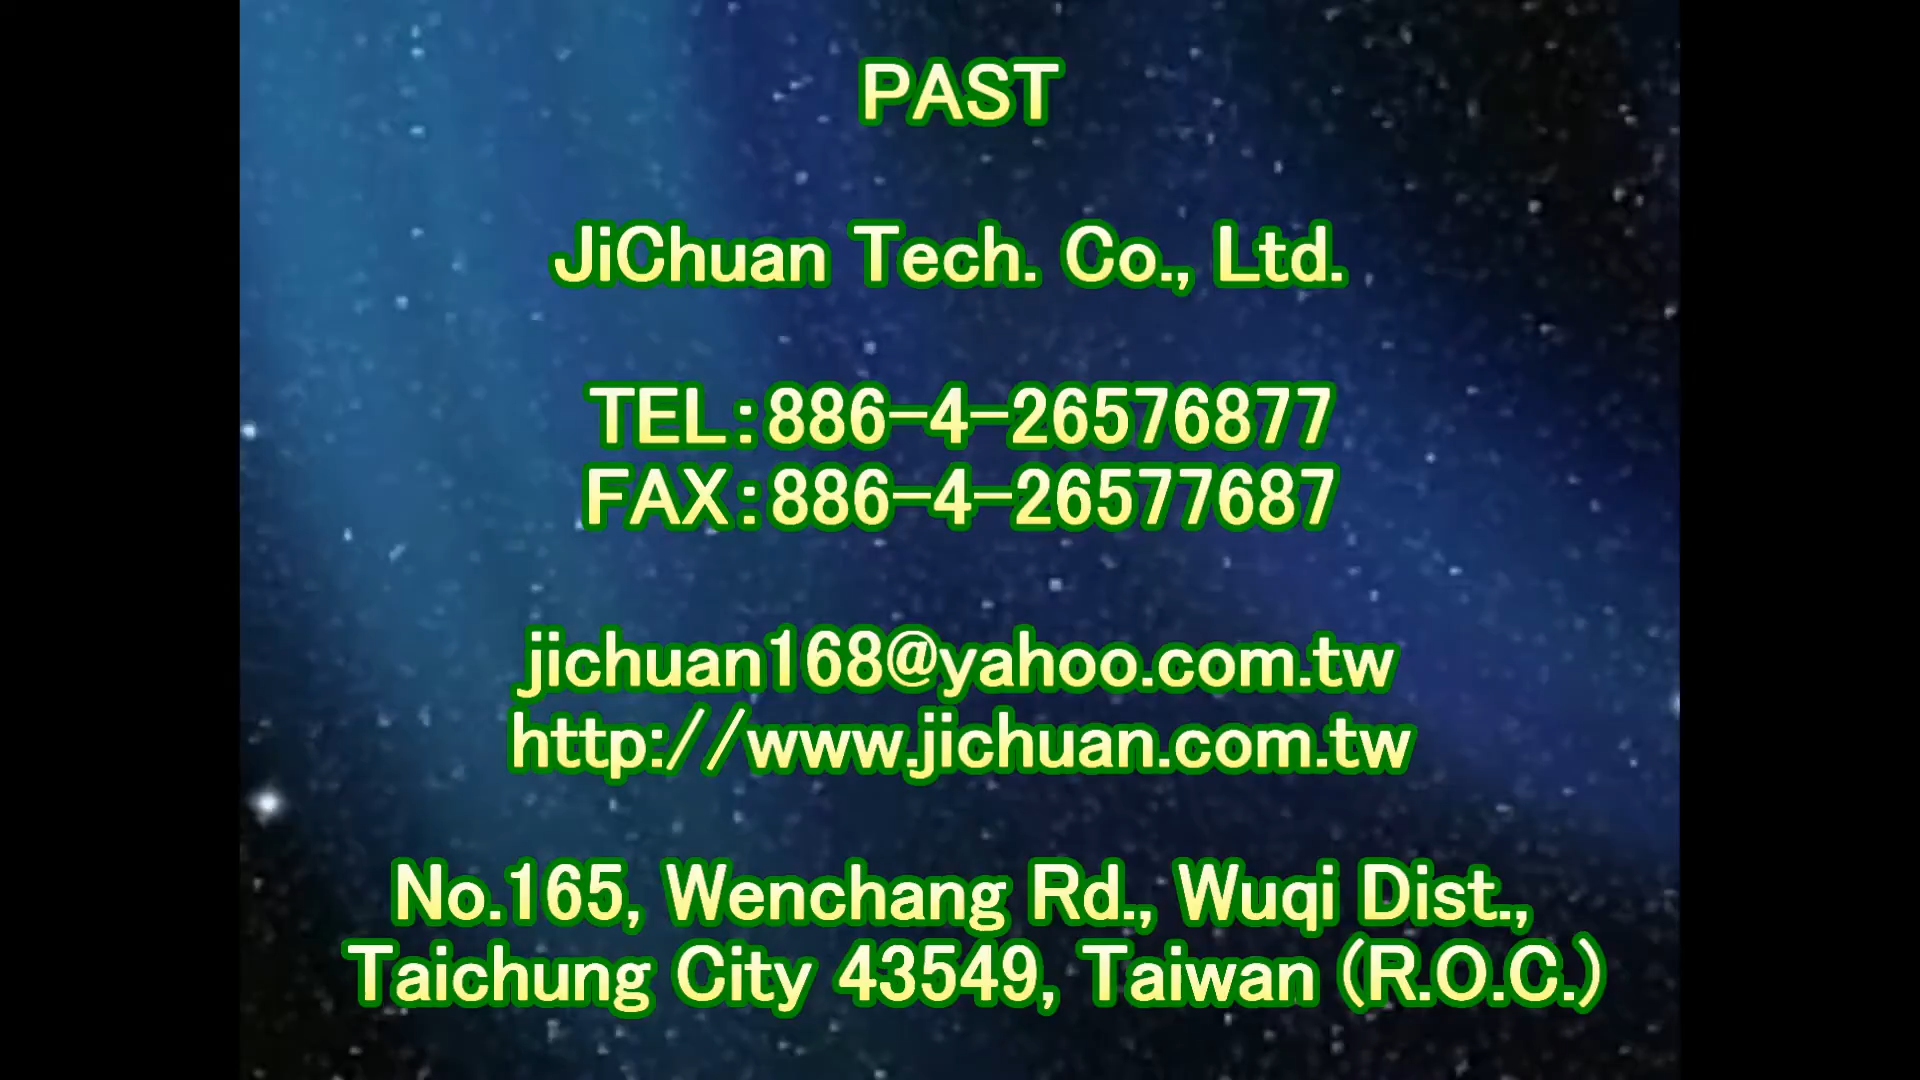 PAST
JiChuan Tech. Co., Ltd.
TEL:886-4-26576877
FAX:886-4-26577687
jichuan168@yahoo.com.tw
http://www.jichuan.com.tw
No.165, Wenchang Rd., Wuqi Dist.,
Taichung City 43549, Taiwan (R.O.C.)